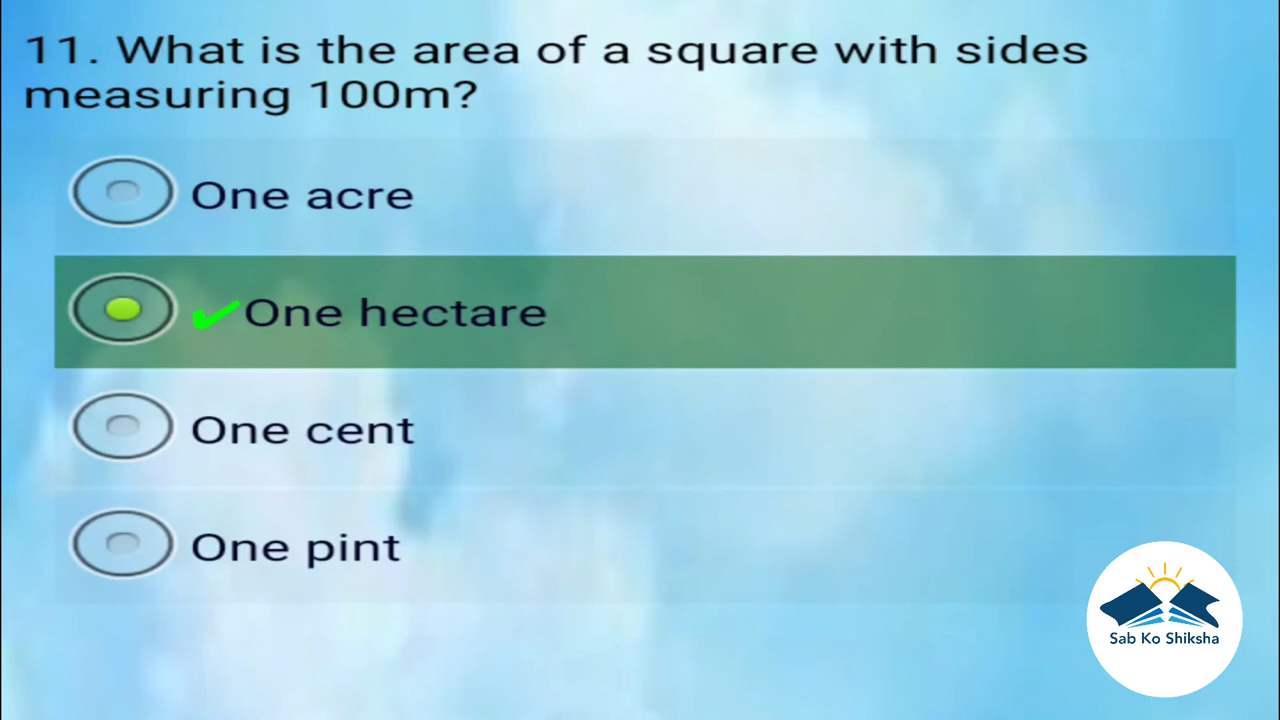 11. What is the area of a square with sides
measuring 100m?
One acre
✔One hectare
One cent
One pint
Sab Ko Shiksha